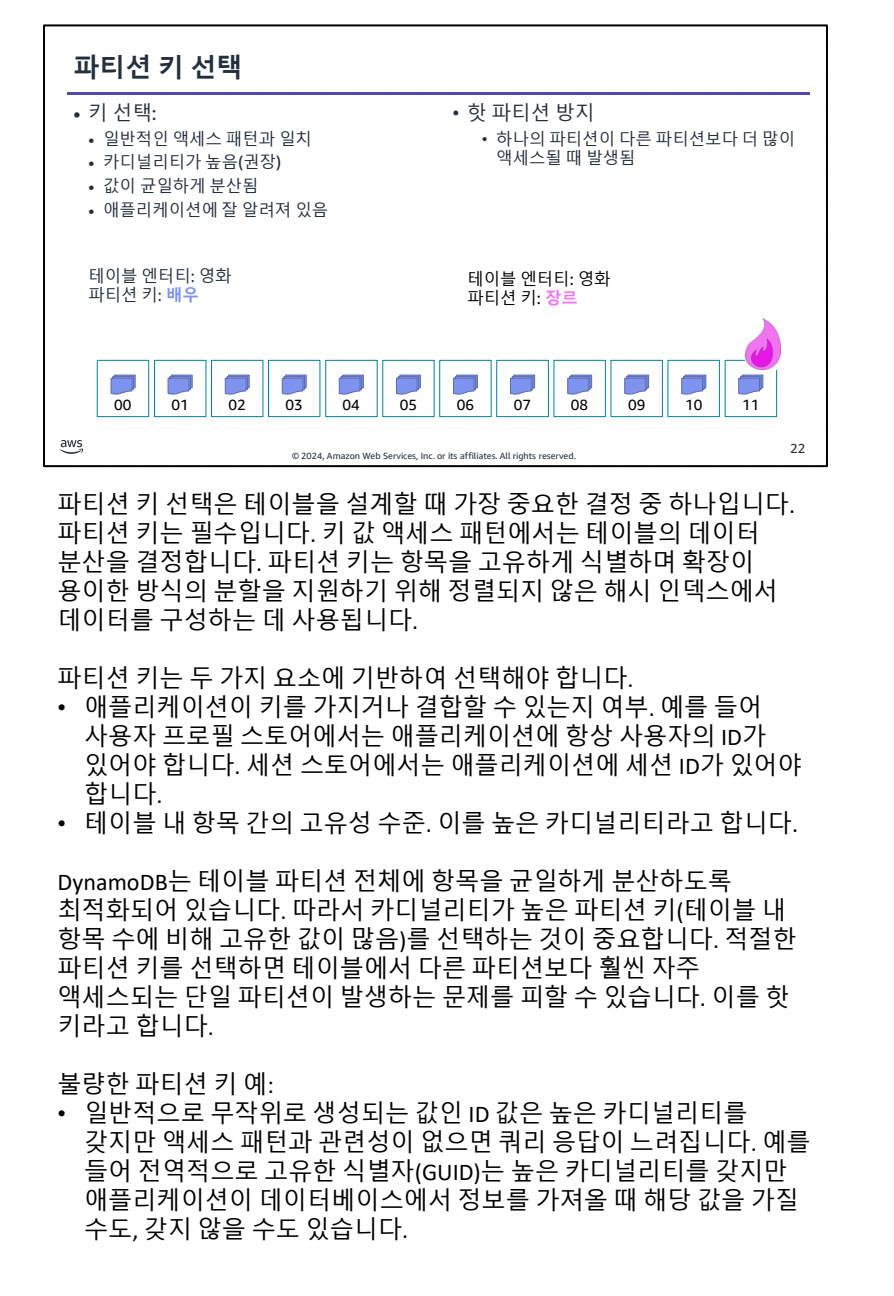 파티션 키 선택
• 키 선택:
• 일반적인 액세스 패턴과 일치
• 카디널리티가 높음(권장)
• 값이 균일하게 분산됨
• 애플리케이션에 잘 알려져 있음
• 핫 파티션 방지
• 하나의 파티션이 다른 파티션보다 더 많이
액세스될 때 발생됨
테이블 엔터티: 영화
파티션 키: 배우
테이블 엔터티: 영화
파티션 키: 장르
00 01 02 03 04 05 06 07 08 09 10 11
aws
© 2024, Amazon Web Services, Inc. or its affiliates. All rights reserved.
22
파티션 키 선택은 테이블을 설계할 때 가장 중요한 결정 중 하나입니다.
파티션 키는 필수입니다. 키 값 액세스 패턴에서는 테이블의 데이터
분산을 결정합니다. 파티션 키는 항목을 고유하게 식별하며 확장이
용이한 방식의 분할을 지원하기 위해 정렬되지 않은 해시 인덱스에서
데이터를 구성하는 데 사용됩니다.
파티션 키는 두 가지 요소에 기반하여 선택해야 합니다.
• 애플리케이션이 키를 가지거나 결합할 수 있는지 여부. 예를 들어
사용자 프로필 스토어에서는 애플리케이션에 항상 사용자의 ID가
있어야 합니다. 세션 스토어에서는 애플리케이션에 세션 ID가 있어야
합니다.
• 테이블 내 항목 간의 고유성 수준. 이를 높은 카디널리티라고 합니다.
DynamoDB는 테이블 파티션 전체에 항목을 균일하게 분산하도록
최적화되어 있습니다. 따라서 카디널리티가 높은 파티션 키(테이블 내
항목 수에 비해 고유한 값이 많음)를 선택하는 것이 중요합니다. 적절한
파티션 키를 선택하면 테이블에서 다른 파티션보다 훨씬 자주
액세스되는 단일 파티션이 발생하는 문제를 피할 수 있습니다. 이를 핫
키라고 합니다.
불량한 파티션 키 예:
• 일반적으로 무작위로 생성되는 값인 ID 값은 높은 카디널리티를
갖지만 액세스 패턴과 관련성이 없으면 쿼리 응답이 느려집니다. 예를
들어 전역적으로 고유한 식별자(GUID)는 높은 카디널리티를 갖지만
애플리케이션이 데이터베이스에서 정보를 가져올 때 해당 값을 가질
수도, 갖지 않을 수도 있습니다.